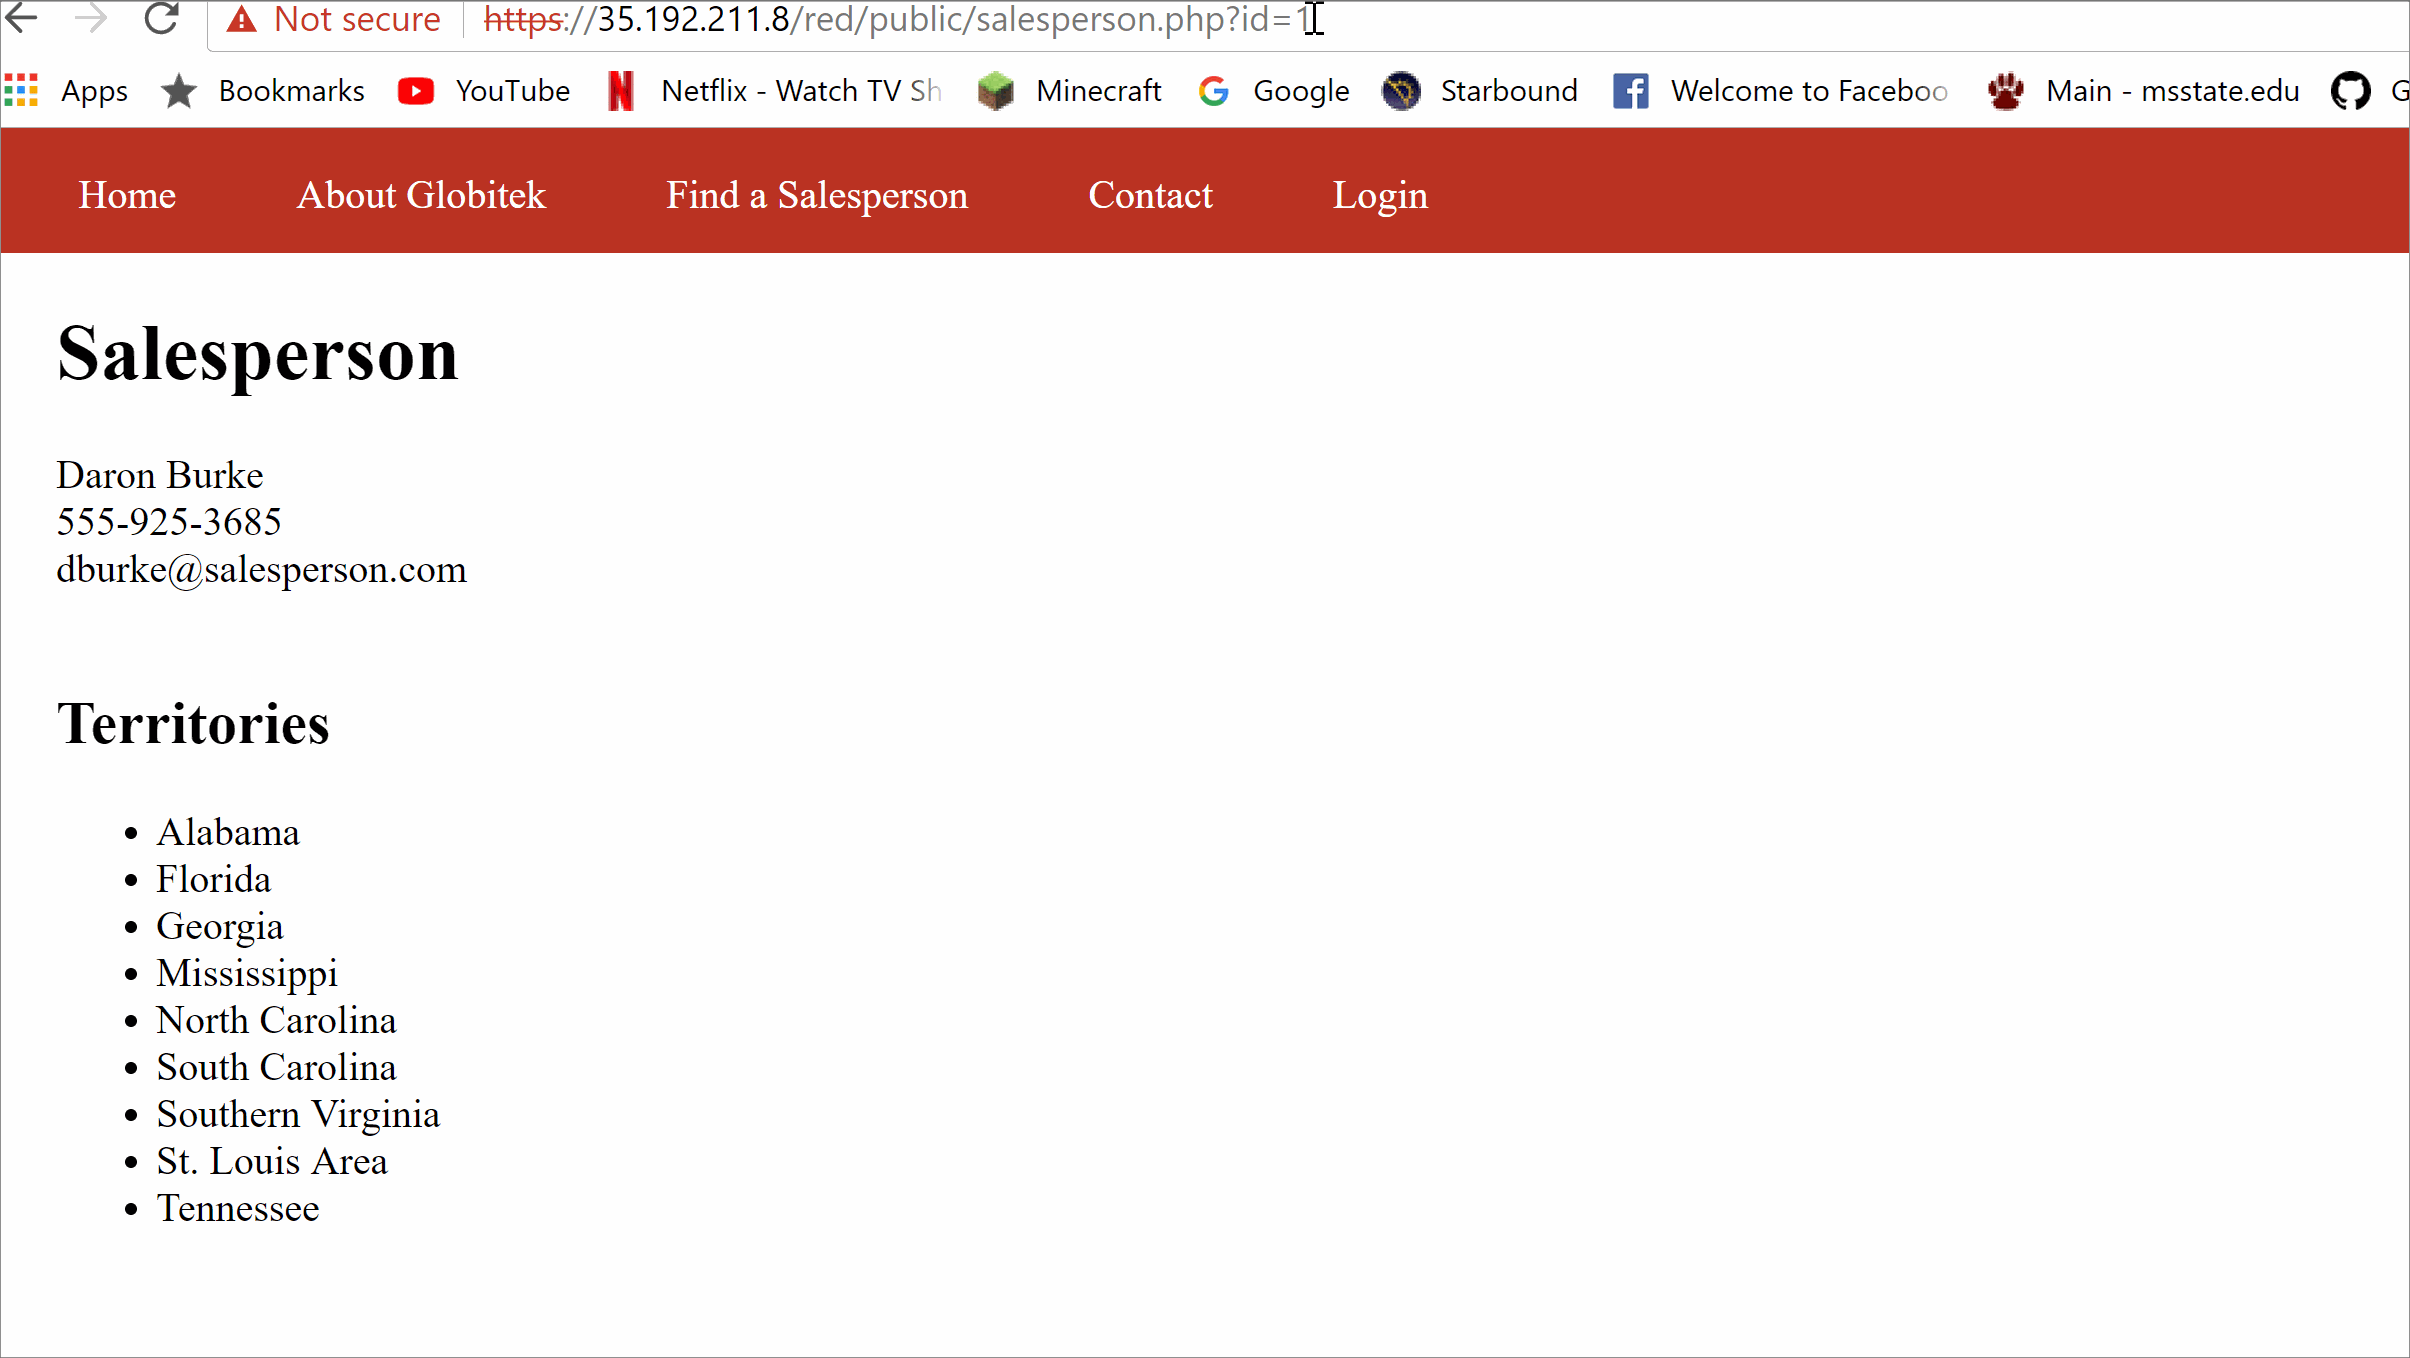 Not secure https://35.192.211.8/red/public/salesperson.php?id=1
Apps Bookmarks YouTube Netflix - Watch TV Sh Minecraft Google Starbound Welcome to Faceboo Main - msstate.edu G
Home About Globitek Find a Salesperson Contact Login
Salesperson
Daron Burke
555-925-3685
dburke@salesperson.com
Territories
• Alabama
• Florida
• Georgia
• Mississippi
• North Carolina
• South Carolina
• Southern Virginia
• St. Louis Area
• Tennessee